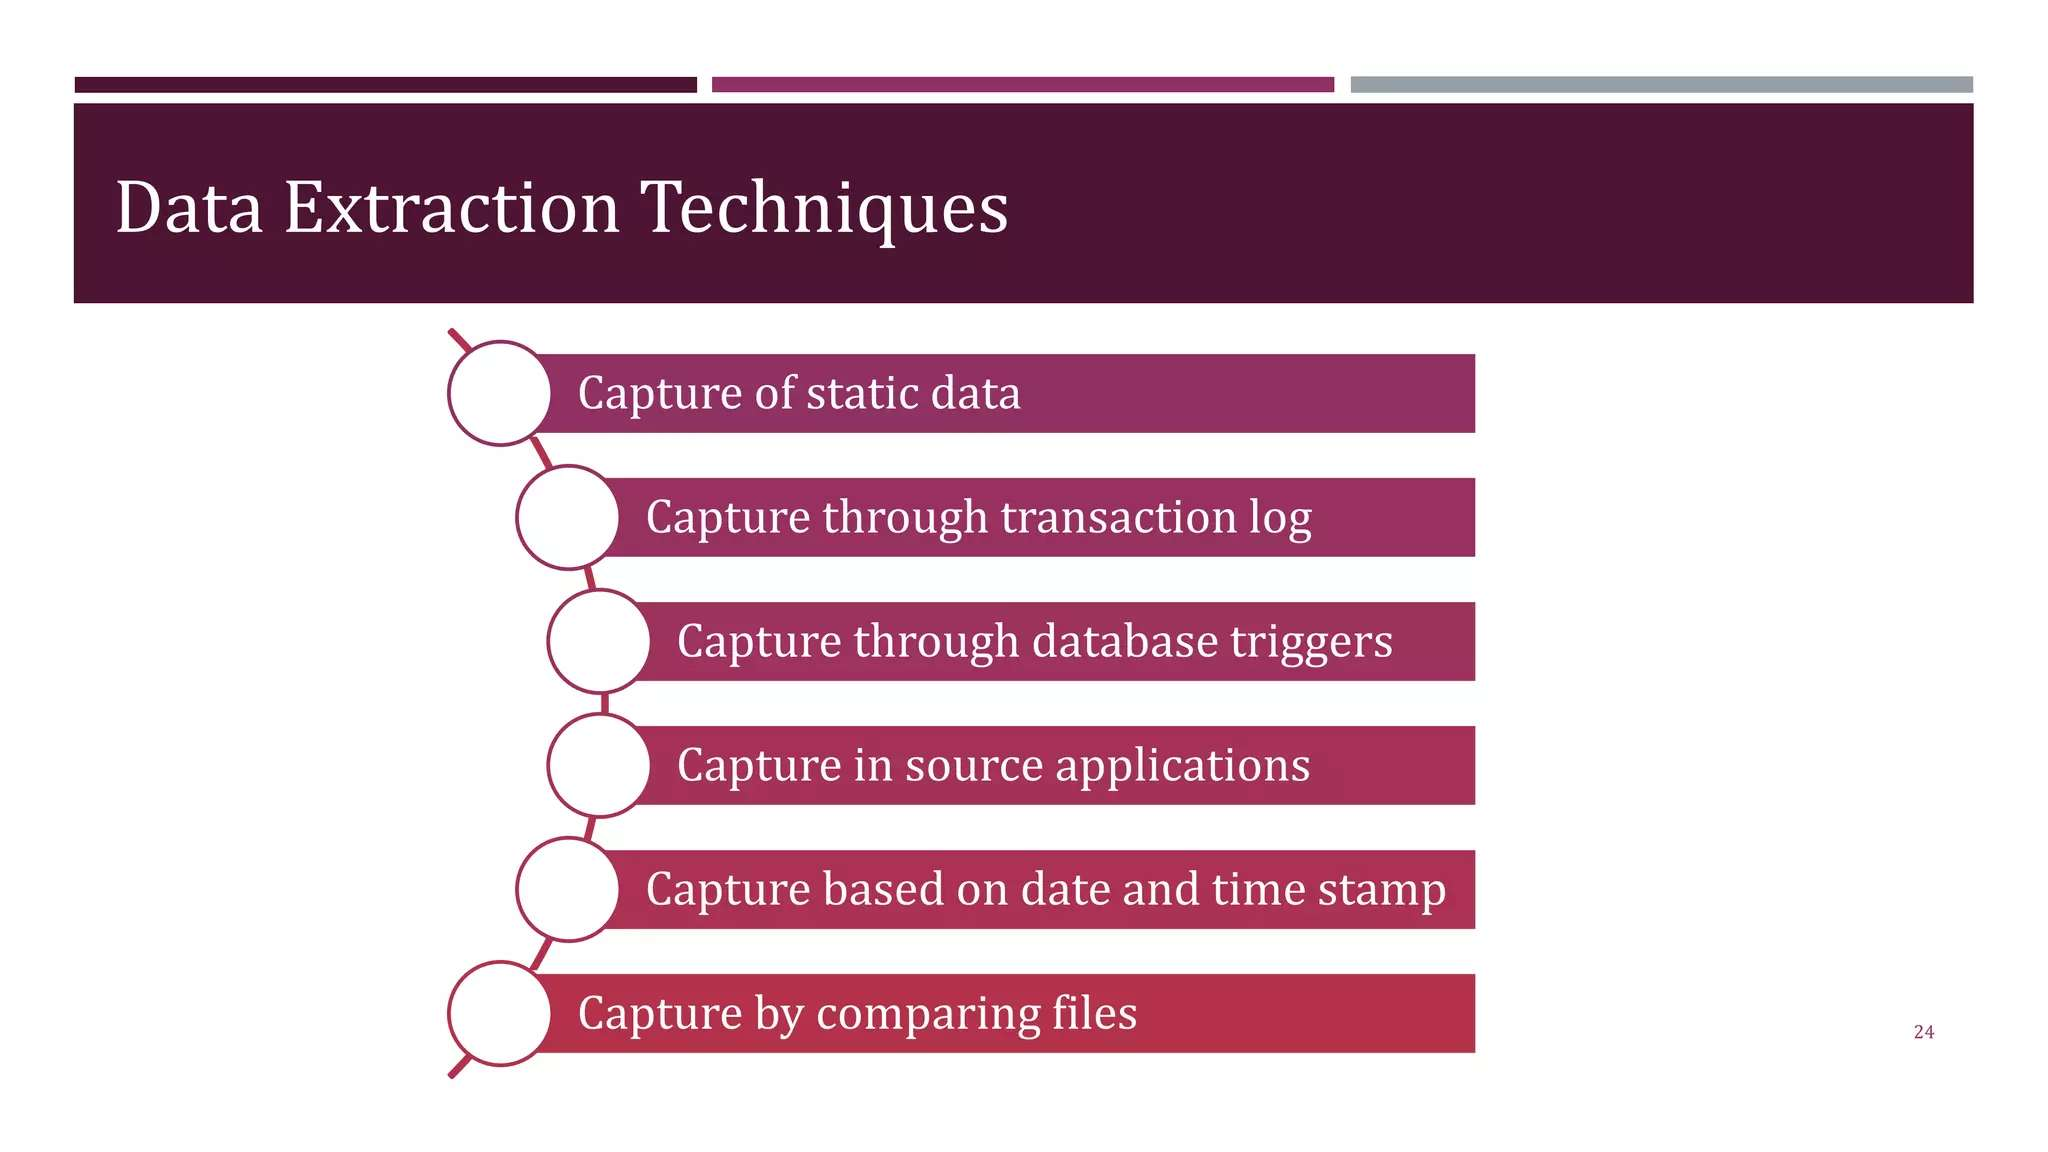 Data Extraction Techniques
Capture of static data
Capture through transaction log
Capture through database triggers
Capture in source applications
Capture based on date and time stamp
Capture by comparing files
24